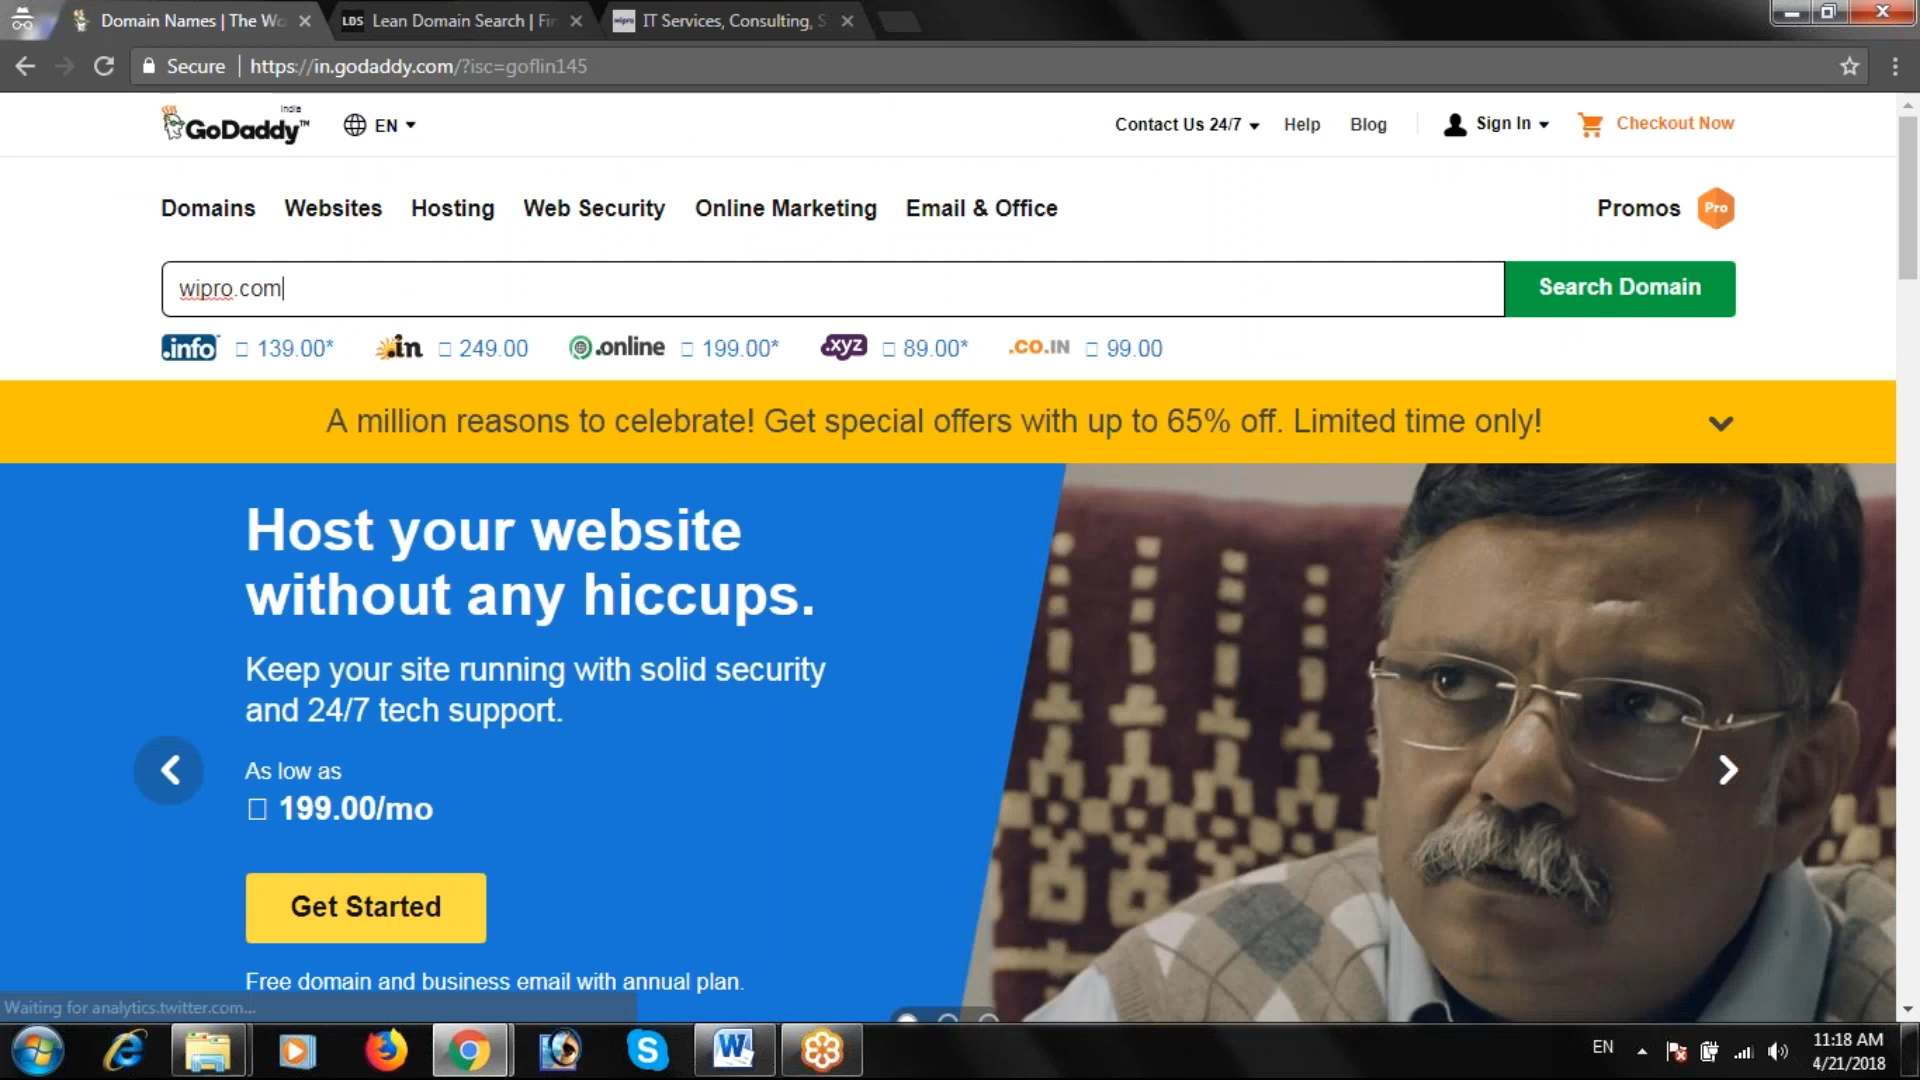 Domain Names | The Wo
LDS Lean Domain Search | Fin
wipro IT Services, Consulting, S
Secure https://in.godaddy.com/?isc=goflin145
India
GoDaddy™
EN
Contact Us 24/7
Help
Blog
Sign In
Checkout Now
Domains
Websites
Hosting
Web Security
Online Marketing
Email & Office
Promos
Pro
wipro.com
Search Domain
.info 139.00*
.in 249.00
.online 199.00*
.xyz 89.00*
.CO.IN 99.00
A million reasons to celebrate! Get special offers with up to 65% off. Limited time only!
Host your website
without any hiccups.
Keep your site running with solid security
and 24/7 tech support.
As low as
199.00/mo
Get Started
Free domain and business email with annual plan.
Waiting for analytics.twitter.com...
EN
11:18 AM
4/21/2018